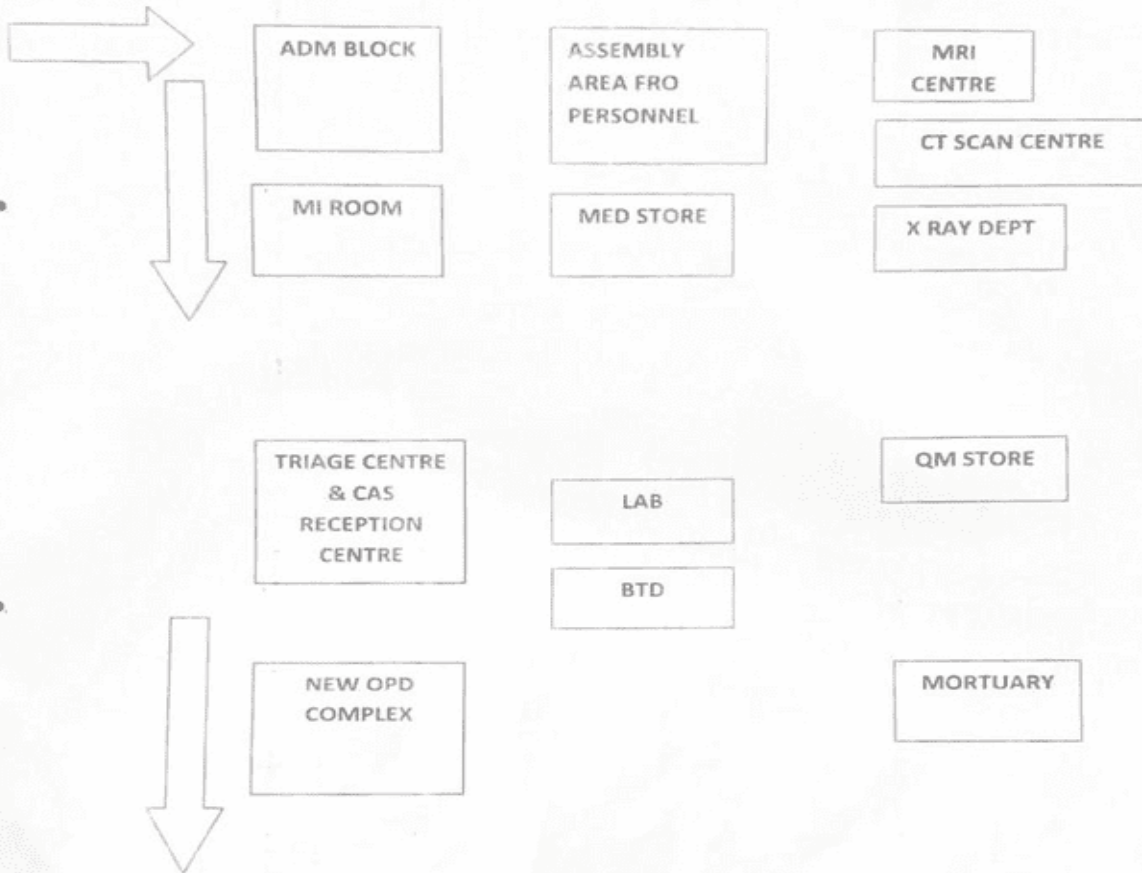 ADM BLOCK
ASSEMBLY
AREA FRO
PERSONNEL
MRI
CENTRE
CT SCAN CENTRE
MI ROOM
MED STORE
X RAY DEPT
TRIAGE CENTRE
& CAS
RECEPTION
CENTRE
LAB
QM STORE
BTD
NEW OPD
COMPLEX
MORTUARY